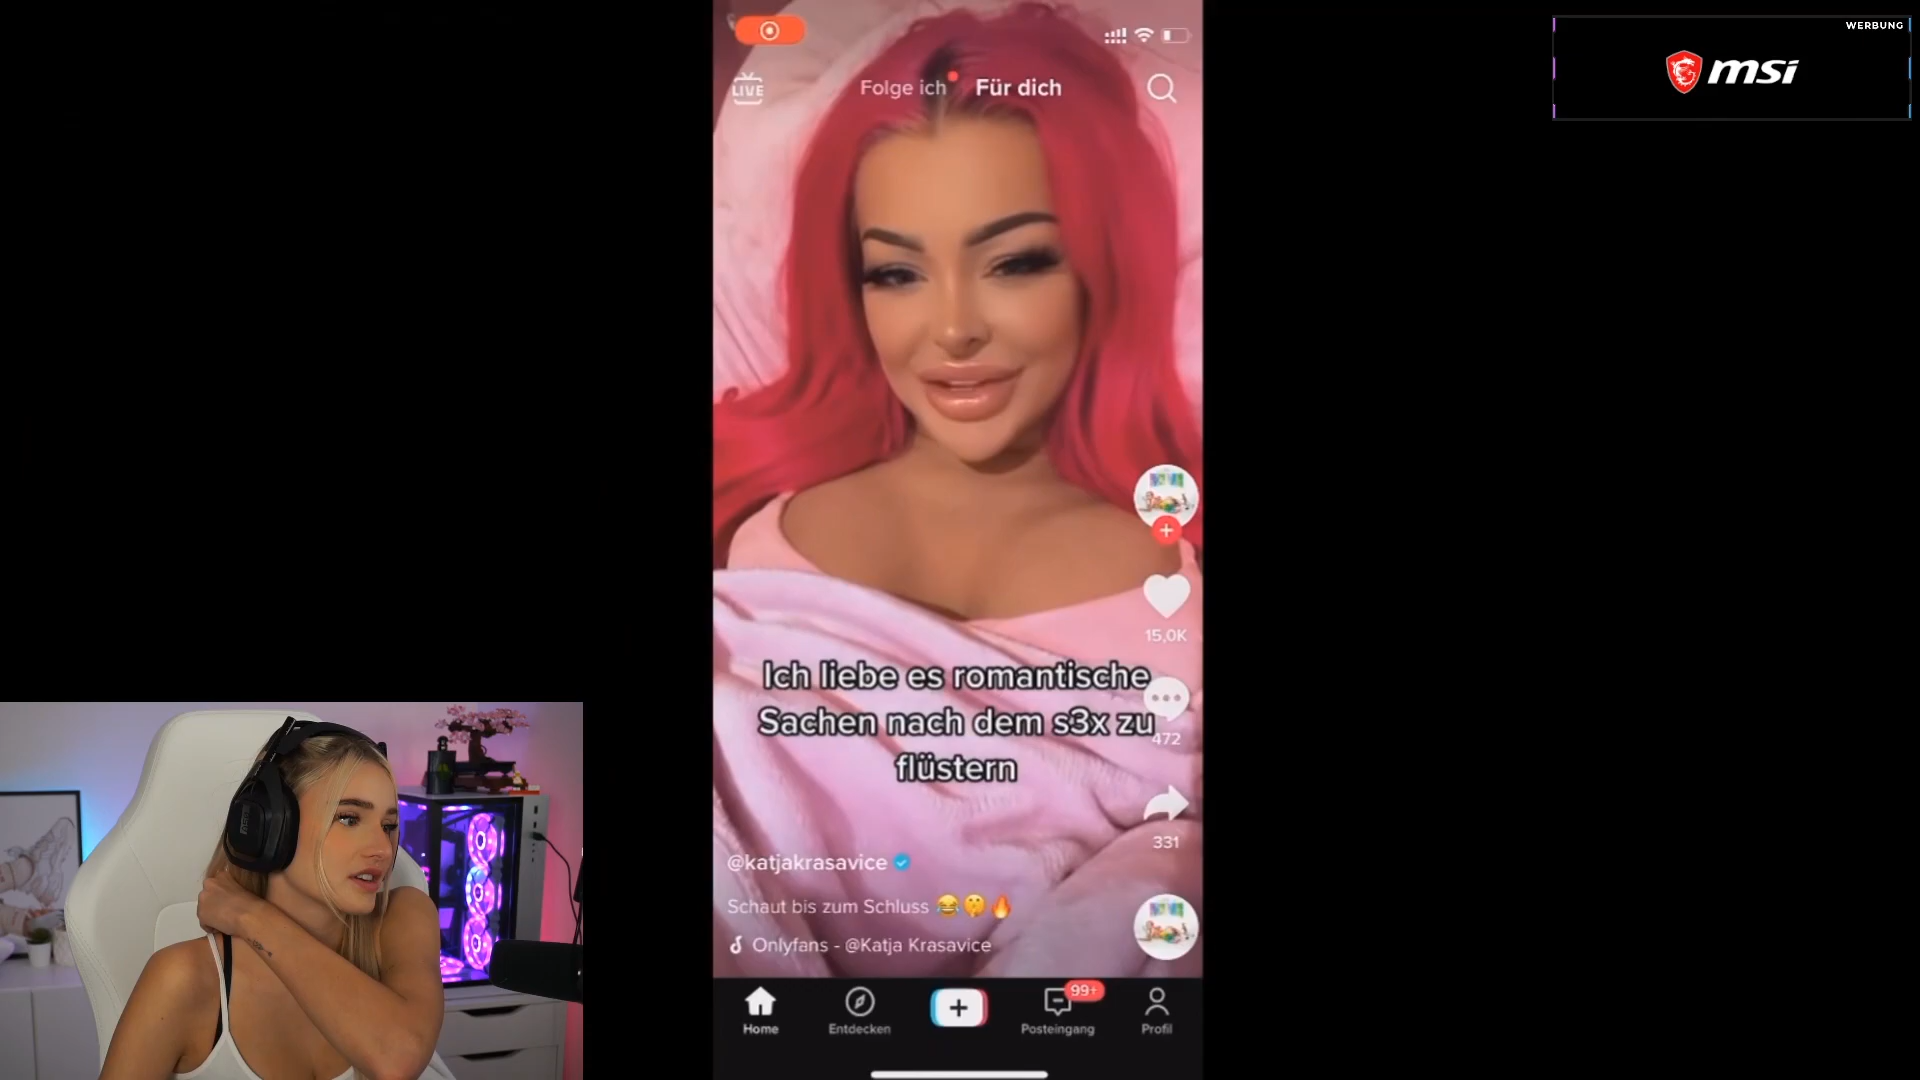 WERBUNG
msi
LIVE
Folge ich
Für dich
15,0K
Ich liebe es romantische
Sachen nach dem s3x zu
flüstern
472
331
@katjakrasavice
Schaut bis zum Schluss 😂🤫🔥
Onlyfans - @Katja Krasavice
99+
Home
Entdecken
Posteingang
Profil